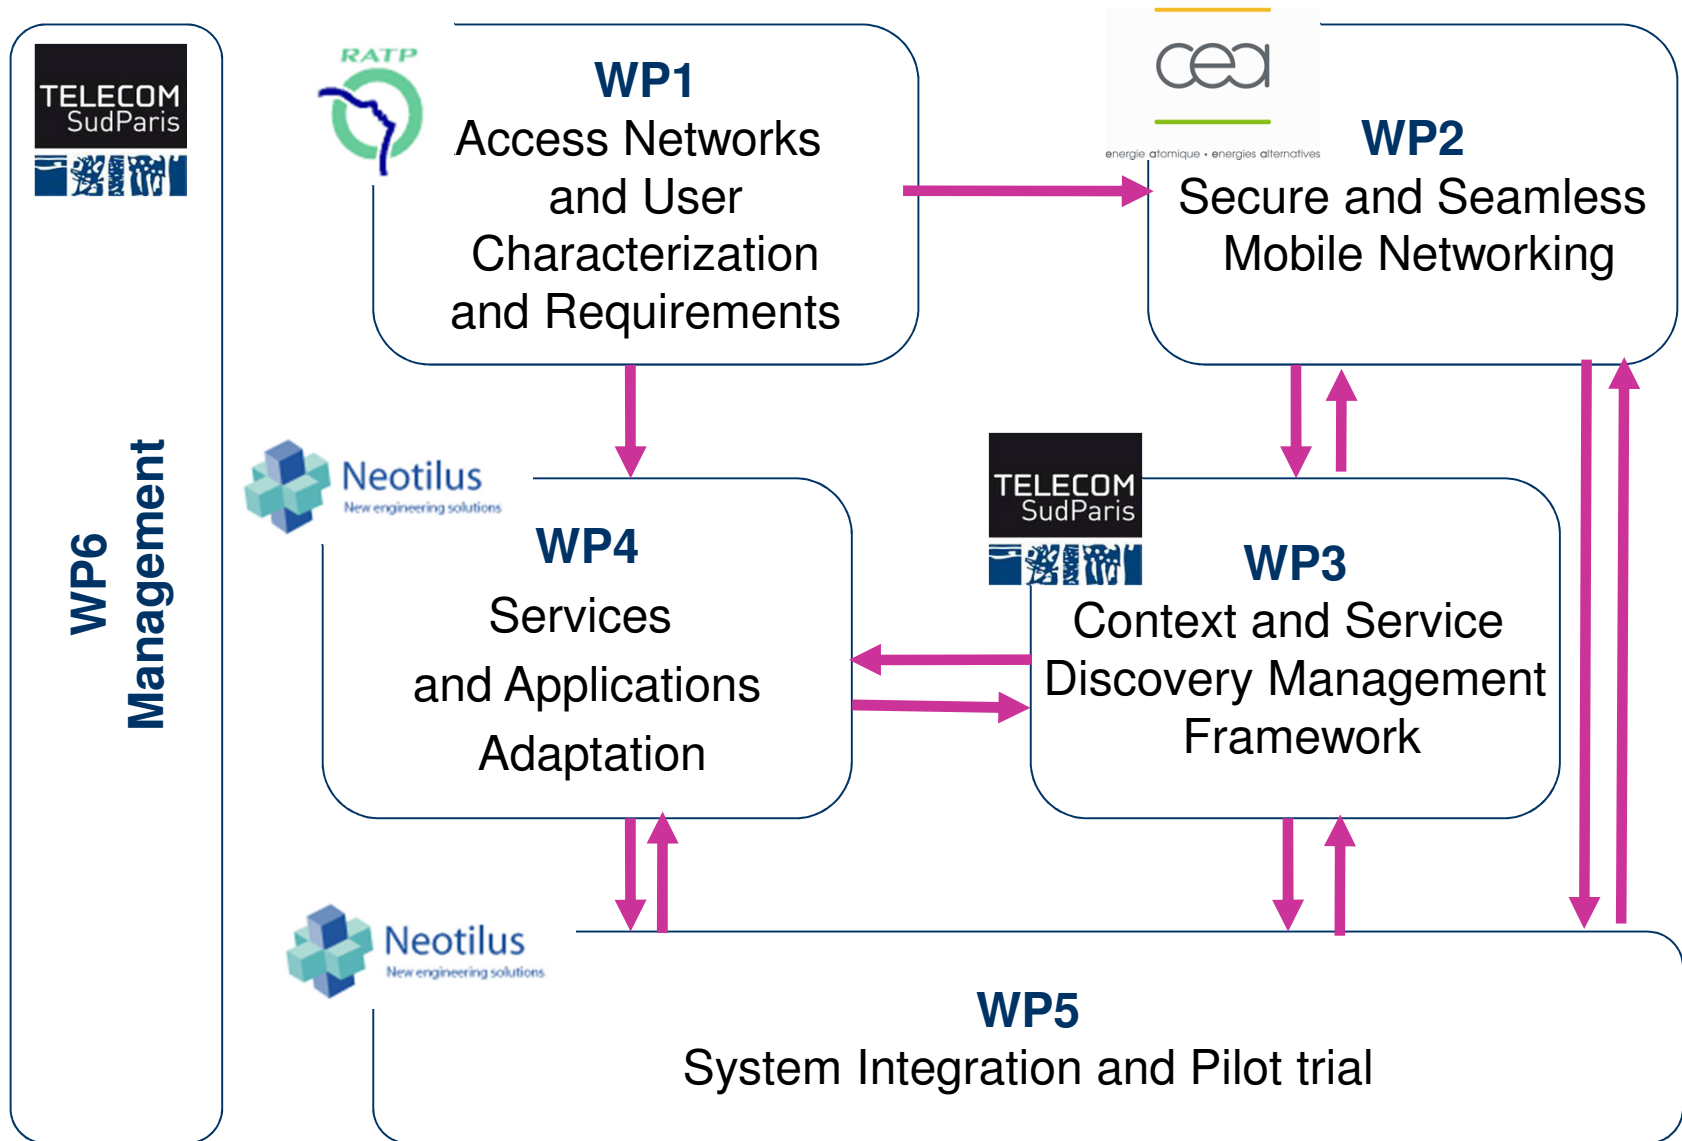 TELECOM
SudParis
WP6
Management
RATP
WP1
Access Networks
and User
Characterization
and Requirements
cea
energie atomique • energies alternatives
WP2
Secure and Seamless
Mobile Networking
Neotilus
New engineering solutions
WP4
Services
and Applications
Adaptation
TELECOM
SudParis
WP3
Context and Service
Discovery Management
Framework
Neotilus
New engineering solutions
WP5
System Integration and Pilot trial